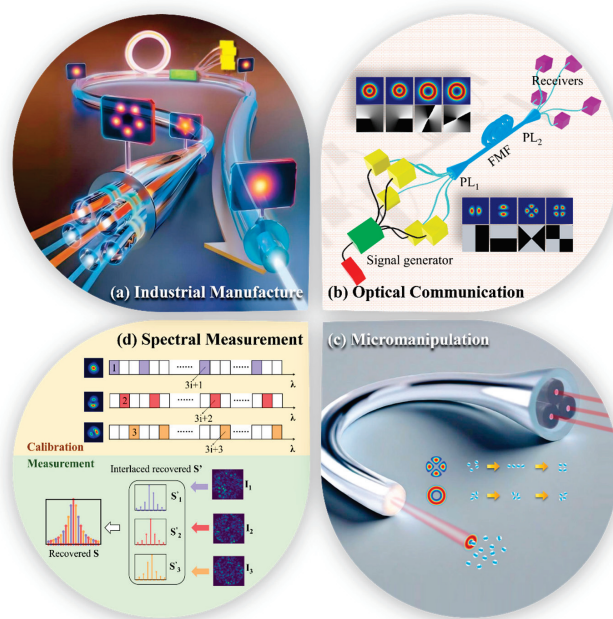 (a) Industrial Manufacture
Receivers
PL2
FMF
PL1
Signal generator
(b) Optical Communication
(d) Spectral Measurement
1
......
......
3i+1
λ
2
......
......
3i+2
λ
3
......
......
3i+3
λ
Calibration
Measurement
Interlaced recovered S'
S'1
I1
S'2
I2
S'3
I3
Recovered S
(c) Micromanipulation